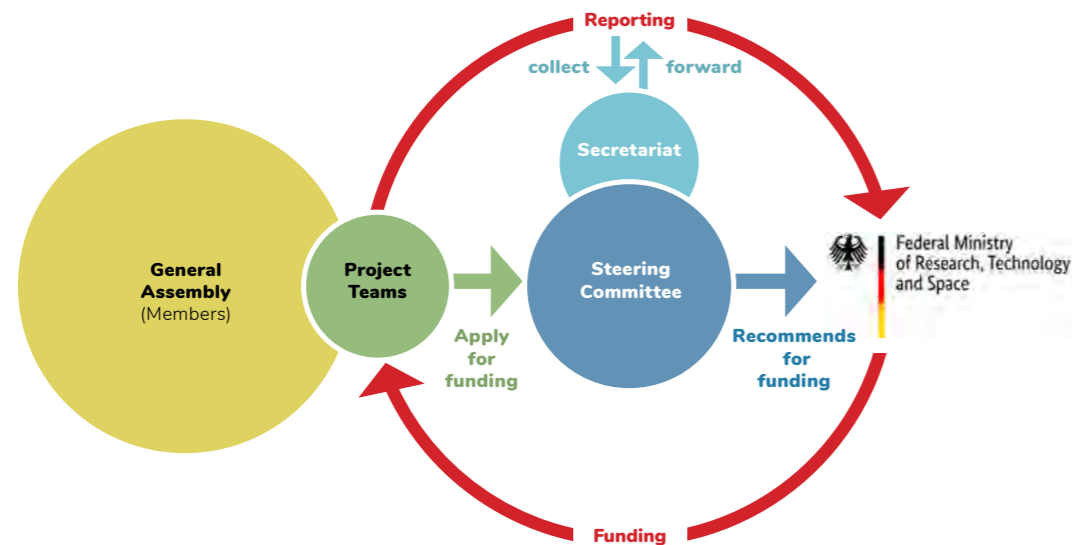 Reporting
collect
forward
Secretariat
General
Assembly
(Members)
Project
Teams
Apply
for
funding
Steering
Committee
Recommends
for
funding
Federal Ministry
of Research, Technology
and Space
Funding